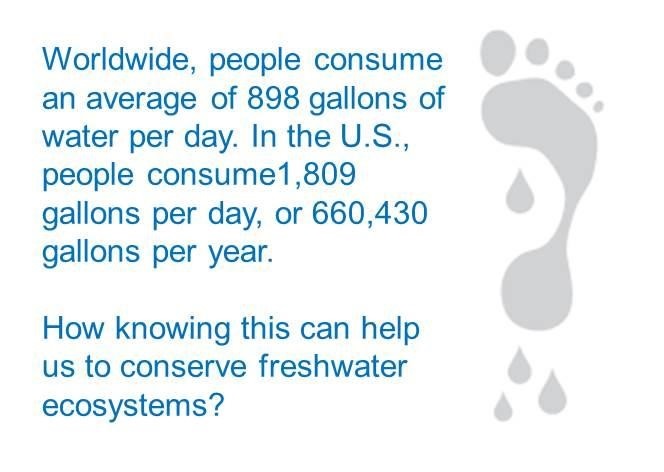 Worldwide, people consume
an average of 898 gallons of
water per day. In the U.S.,
people consume1,809
gallons per day, or 660,430
gallons per year.
How knowing this can help
us to conserve freshwater
ecosystems?